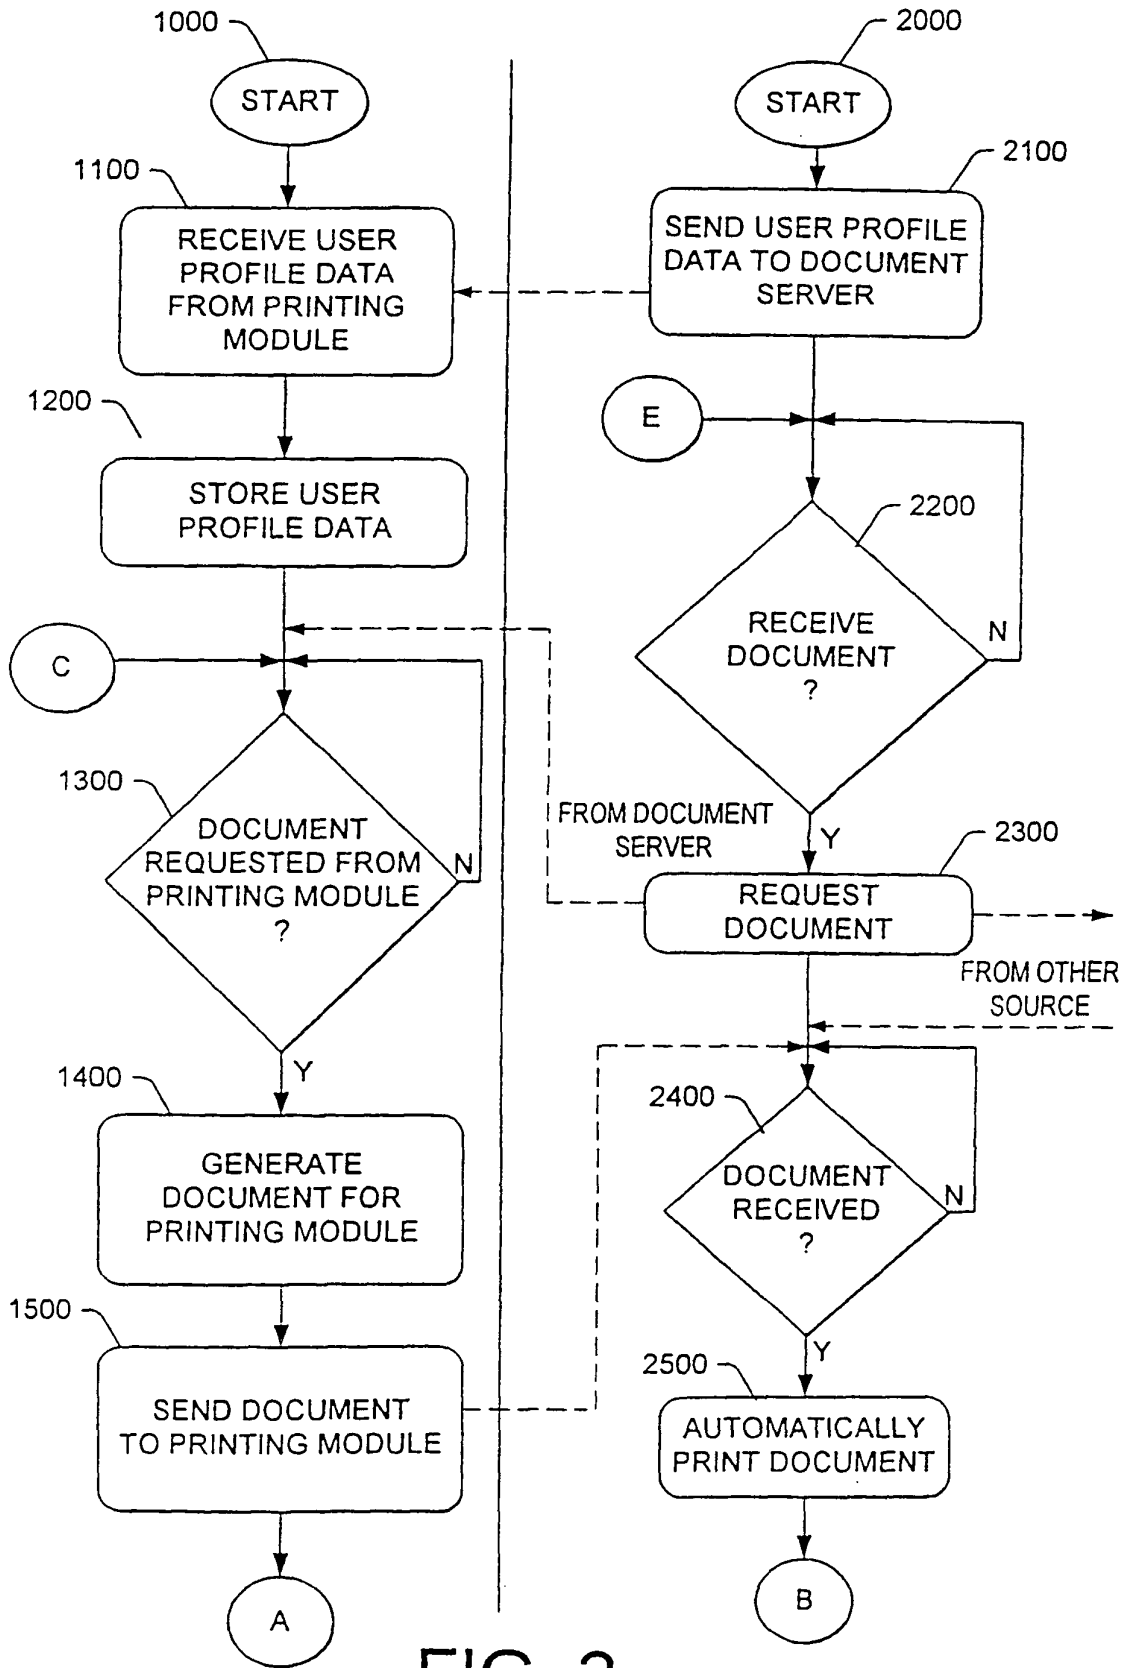 1000
START
1100
RECEIVE USER
PROFILE DATA
FROM PRINTING
MODULE
1200
STORE USER
PROFILE DATA
C
1300
DOCUMENT
REQUESTED FROM
PRINTING MODULE
?
N
Y
1400
GENERATE
DOCUMENT FOR
PRINTING MODULE
1500
SEND DOCUMENT
TO PRINTING MODULE
A
2000
START
2100
SEND USER PROFILE
DATA TO DOCUMENT
SERVER
E
2200
RECEIVE
DOCUMENT
?
N
Y
FROM DOCUMENT
SERVER
2300
REQUEST
DOCUMENT
FROM OTHER
SOURCE
2400
DOCUMENT
RECEIVED
?
N
Y
2500
AUTOMATICALLY
PRINT DOCUMENT
B